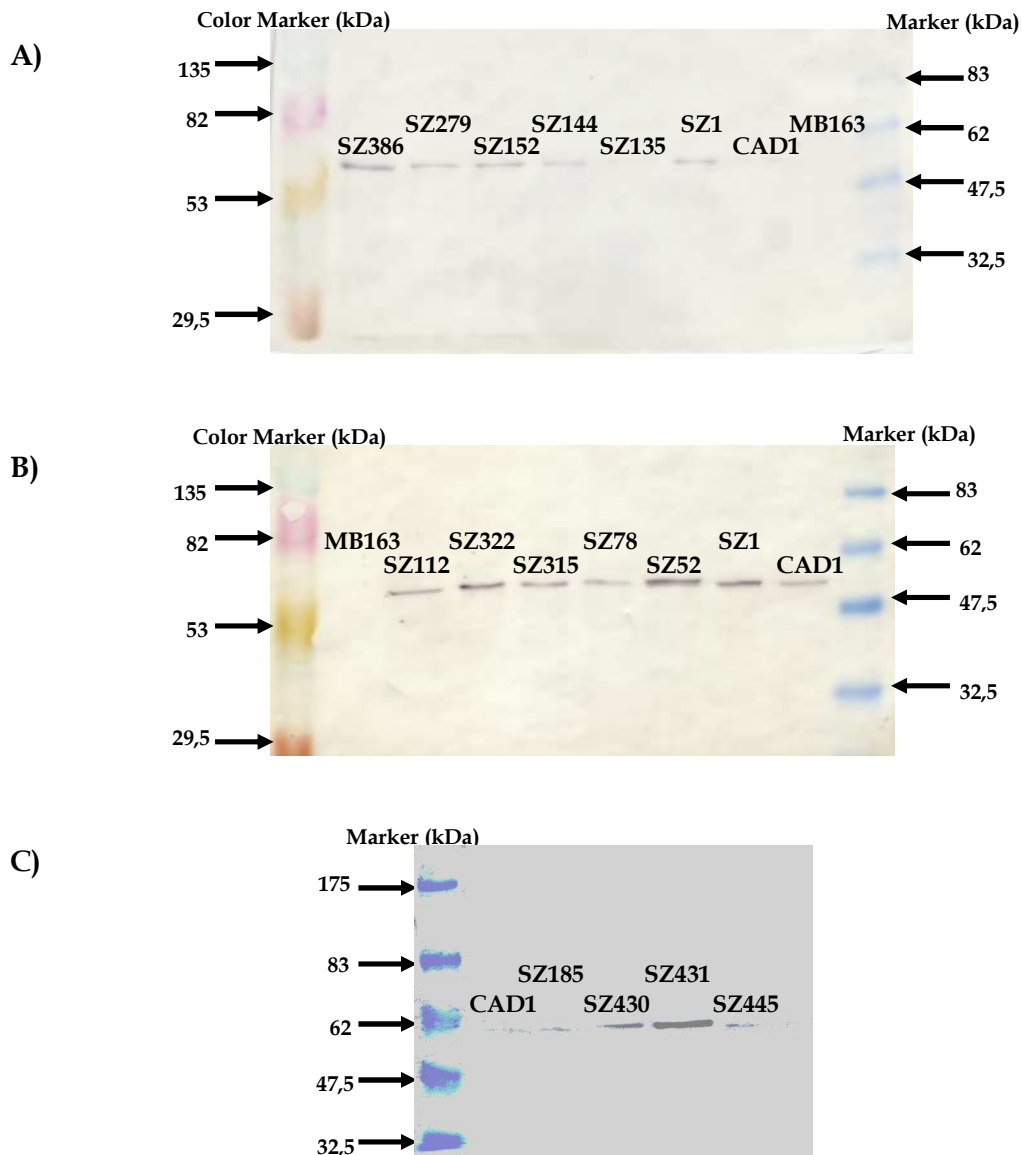 Color Marker (kDa)
Marker (kDa)
A)
135
83
82
SZ279
SZ144
SZ1
MB163
62
SZ386
SZ152
SZ135
CAD1
53
47,5
32,5
29,5
Color Marker (kDa)
Marker (kDa)
B)
135
83
82
MB163
SZ322
SZ78
SZ1
62
SZ112
SZ315
SZ52
CAD1
53
47,5
32,5
29,5
Marker (kDa)
C)
175
83
SZ185
SZ431
CAD1
SZ430
SZ445
62
47,5
32,5